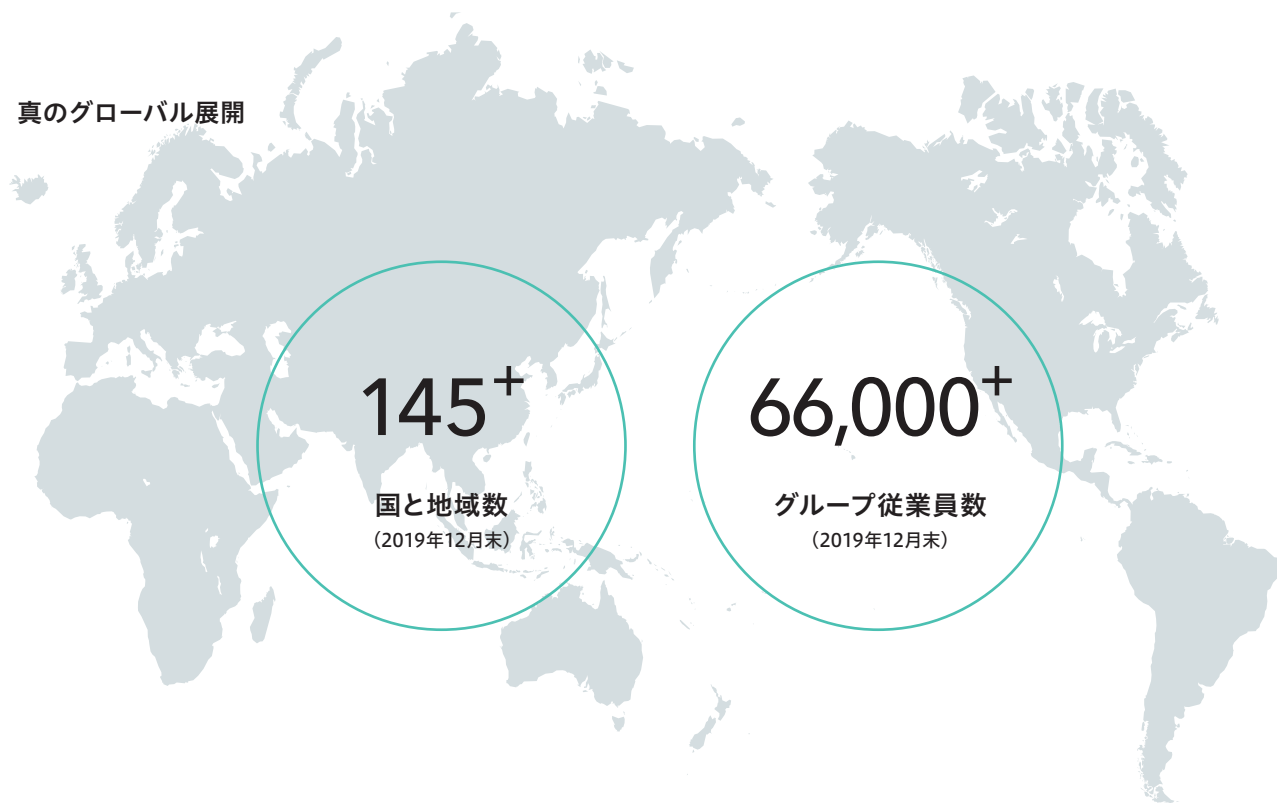 真のグローバル展開
145+
国と地域数
（2019年12月末）
66,000+
グループ従業員数
（2019年12月末）